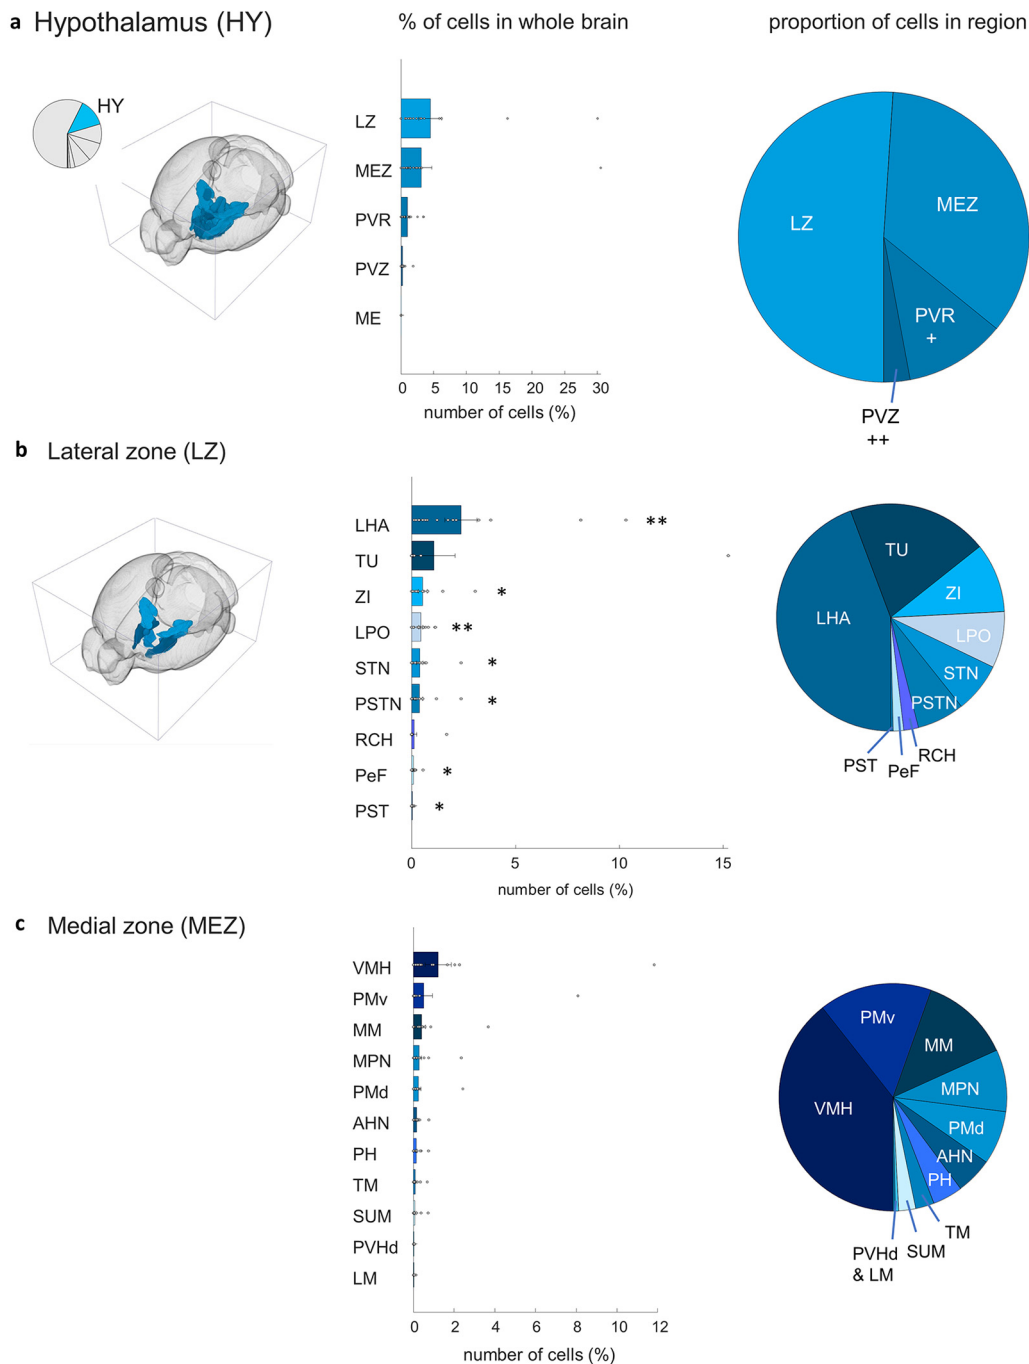 a Hypothalamus (HY)
% of cells in whole brain
proportion of cells in region
HY
LZ
MEZ
PVR
PVZ
ME
0 5 10 15 20 25 30
number of cells (%)
LZ
MEZ
PVR
+
PVZ
++
b Lateral zone (LZ)
LHA **
TU
ZI *
LPO **
STN *
PSTN *
RCH
PeF *
PST *
0 5 10 15
number of cells (%)
TU
ZI
LHA
LPO
STN
PSTN
RCH
PST
PeF
c Medial zone (MEZ)
VMH
PMv
MM
MPN
PMd
AHN
PH
TM
SUM
PVHd
LM
0 2 4 6 8 10 12
number of cells (%)
PMv
MM
MPN
VMH
PMd
AHN
PH
TM
PVHd SUM
& LM